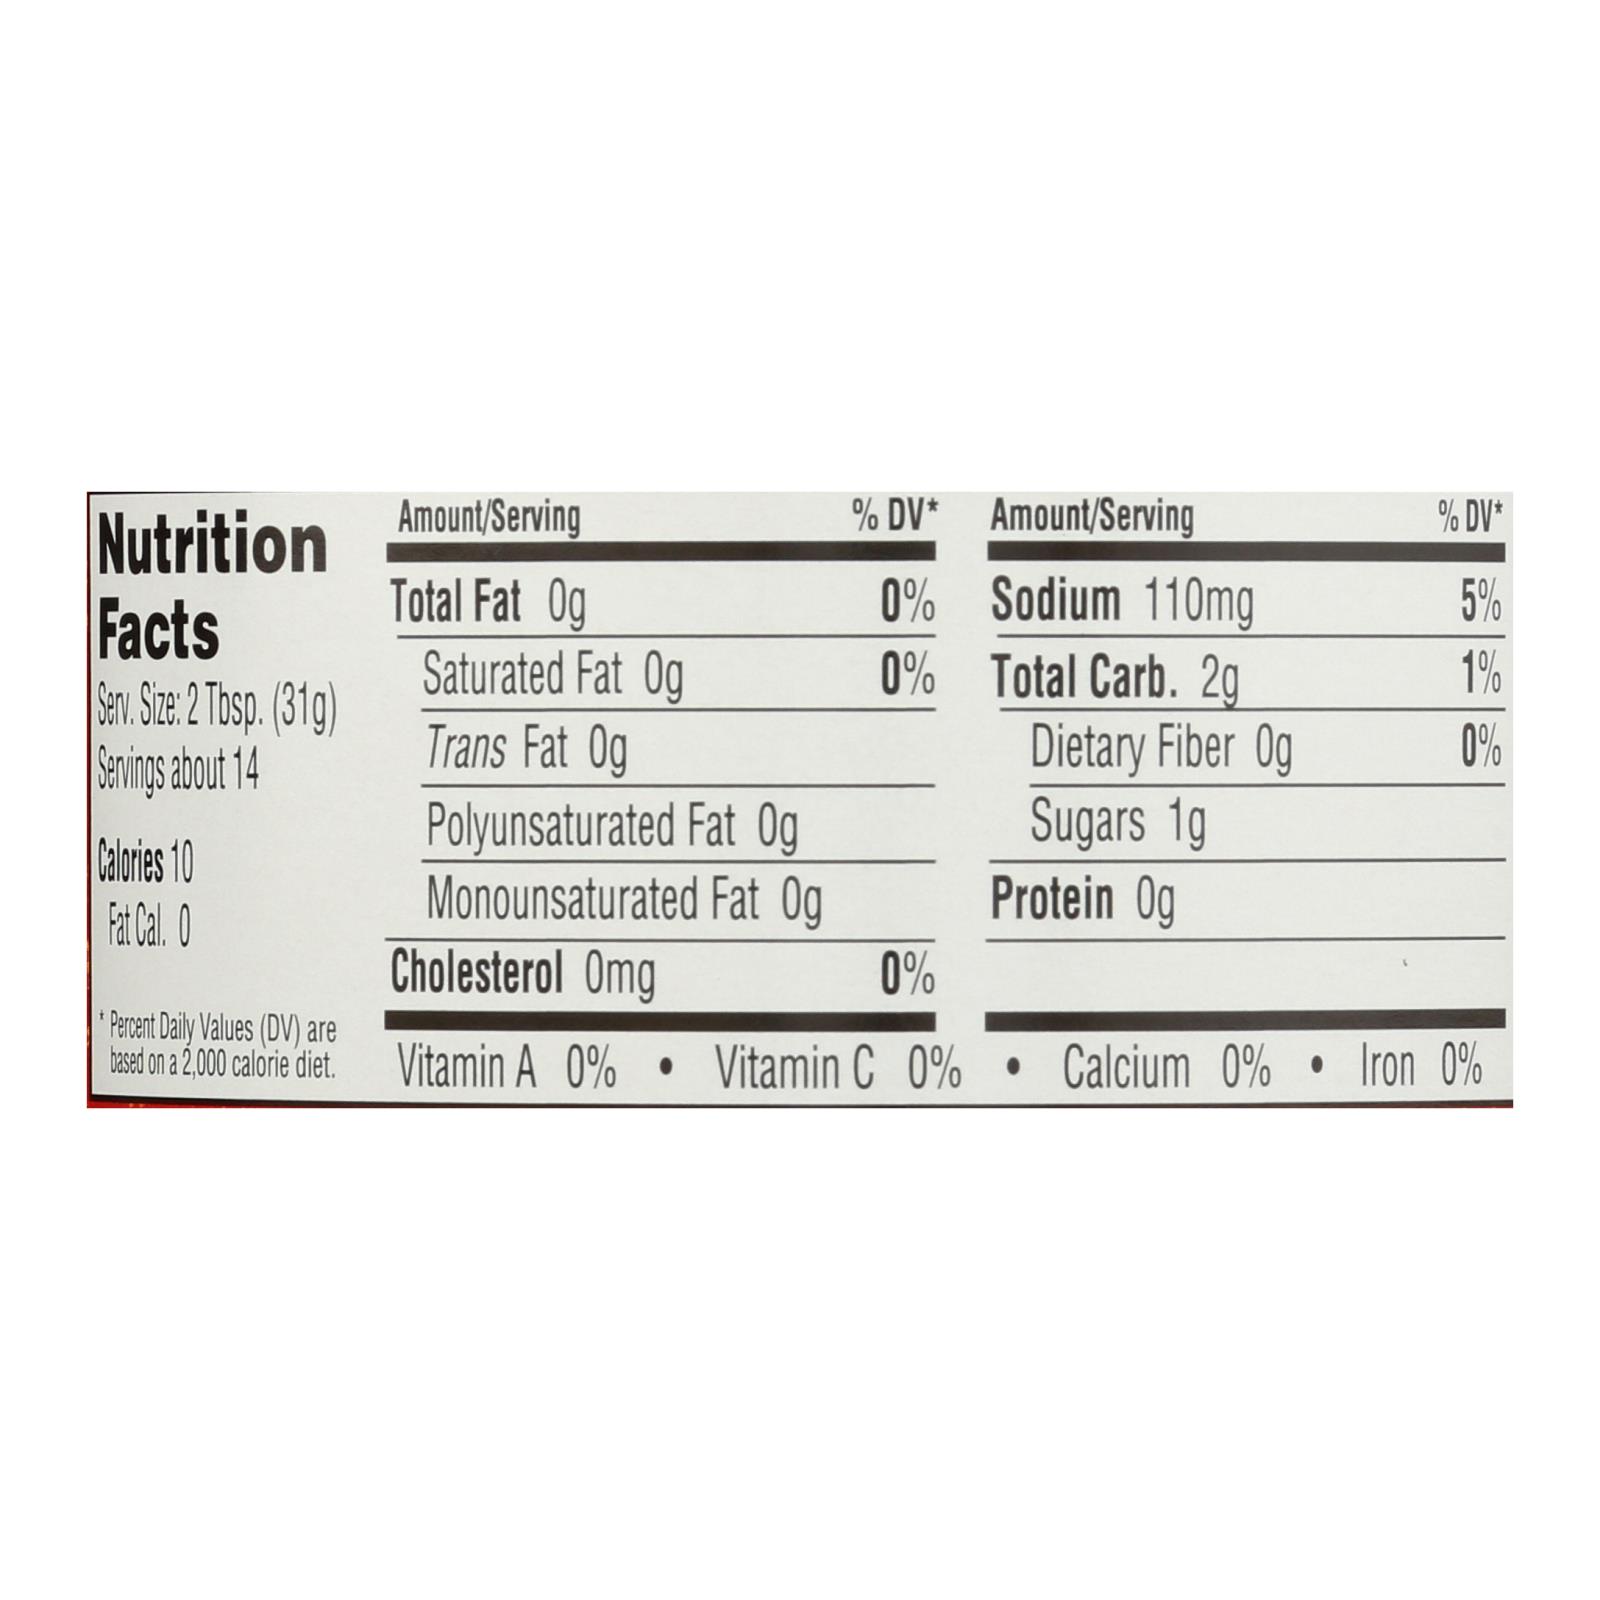 Nutrition
Facts
Serv. Size: 2 Tbsp. (31g)
Servings about 14
Calories 10
Fat Cal. 0
* Percent Daily Values (DV) are
based on a 2,000 calorie diet.
Amount/Serving % DV*
Total Fat 0g 0%
Saturated Fat 0g 0%
Trans Fat 0g
Polyunsaturated Fat 0g
Monounsaturated Fat 0g
Cholesterol 0mg 0%
Amount/Serving % DV*
Sodium 110mg 5%
Total Carb. 2g 1%
Dietary Fiber 0g 0%
Sugars 1g
Protein 0g
Vitamin A 0% • Vitamin C 0% • Calcium 0% • Iron 0%